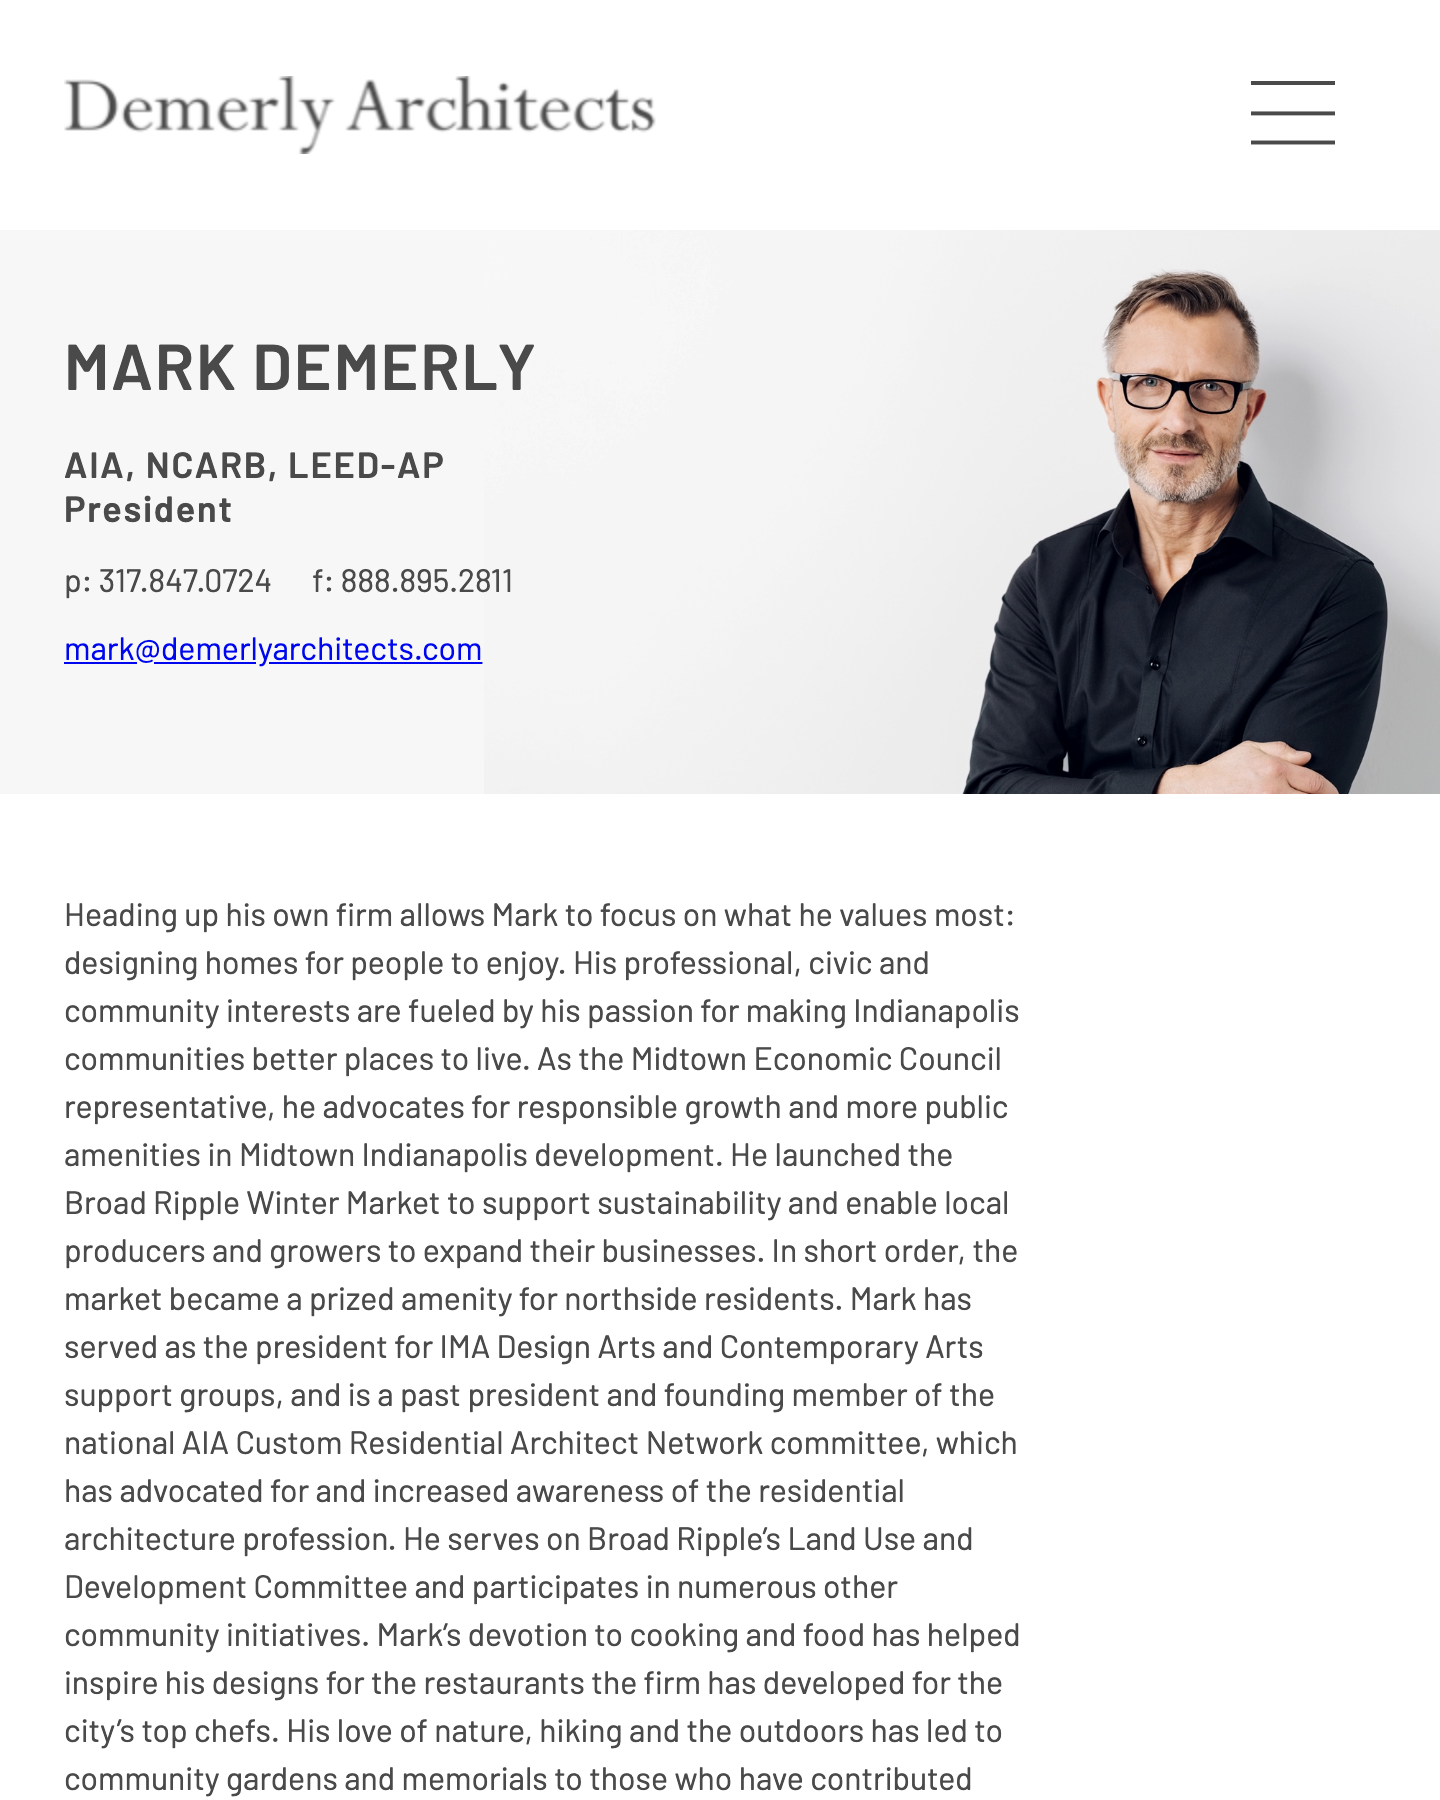 Demerly Architects
MARK DEMERLY
AIA, NCARB, LEED-AP
President
p: 317.847.0724 f: 888.895.2811
mark@demerlyarchitects.com
Heading up his own firm allows Mark to focus on what he values most:
designing homes for people to enjoy. His professional, civic and
community interests are fueled by his passion for making Indianapolis
communities better places to live. As the Midtown Economic Council
representative, he advocates for responsible growth and more public
amenities in Midtown Indianapolis development. He launched the
Broad Ripple Winter Market to support sustainability and enable local
producers and growers to expand their businesses. In short order, the
market became a prized amenity for northside residents. Mark has
served as the president for IMA Design Arts and Contemporary Arts
support groups, and is a past president and founding member of the
national AIA Custom Residential Architect Network committee, which
has advocated for and increased awareness of the residential
architecture profession. He serves on Broad Ripple’s Land Use and
Development Committee and participates in numerous other
community initiatives. Mark’s devotion to cooking and food has helped
inspire his designs for the restaurants the firm has developed for the
city’s top chefs. His love of nature, hiking and the outdoors has led to
community gardens and memorials to those who have contributed